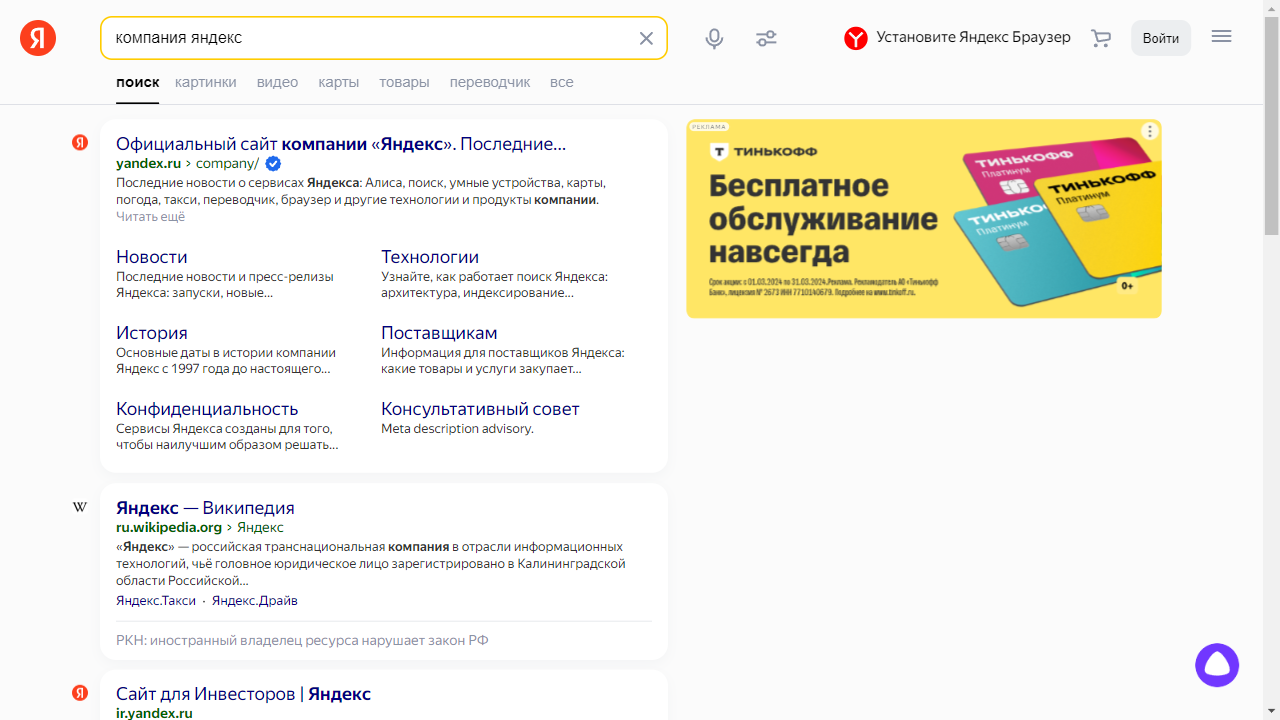 Я
компания яндекс
Установите Яндекс Браузер
Войти
поиск
картинки
видео
карты
товары
переводчик
все
Официальный сайт компании «Яндекс». Последние...
yandex.ru › company/
Последние новости о сервисах Яндекса: Алиса, поиск, умные устройства, карты,
погода, такси, переводчик, браузер и другие технологии и продукты компании.
Читать ещё
Новости
Последние новости и пресс-релизы
Яндекса: запуски, новые...
Технологии
Узнайте, как работает поиск Яндекса:
архитектура, индексирование...
История
Основные даты в истории компании
Яндекс с 1997 года до настоящего...
Поставщикам
Информация для поставщиков Яндекса:
какие товары и услуги закупает...
Конфиденциальность
Сервисы Яндекса созданы для того,
чтобы наилучшим образом решать...
Консультативный совет
Meta description advisory.
W
Яндекс — Википедия
ru.wikipedia.org › Яндекс
«Яндекс» — российская транснациональная компания в отрасли информационных
технологий, чьё головное юридическое лицо зарегистрировано в Калининградской
области Российской...
Яндекс.Такси · Яндекс.Драйв
РКН: иностранный владелец ресурса нарушает закон РФ
Я
Сайт для Инвесторов | Яндекс
ir.yandex.ru
РЕКЛАМА
ТИНЬКОФФ
Бесплатное
обслуживание
навсегда
Срок акции: с 01.03.2024 по 31.03.2024.Реклама. Рекламодатель АО «Тинькофф
Банк», лицензия № 2673 ИНН 7710140679. Подробнее на www.tinkoff.ru.
ТИНЬКОФФ
Платинум
ТИНЬКОФФ
Платинум
ТИНЬКО
Платинум
0+